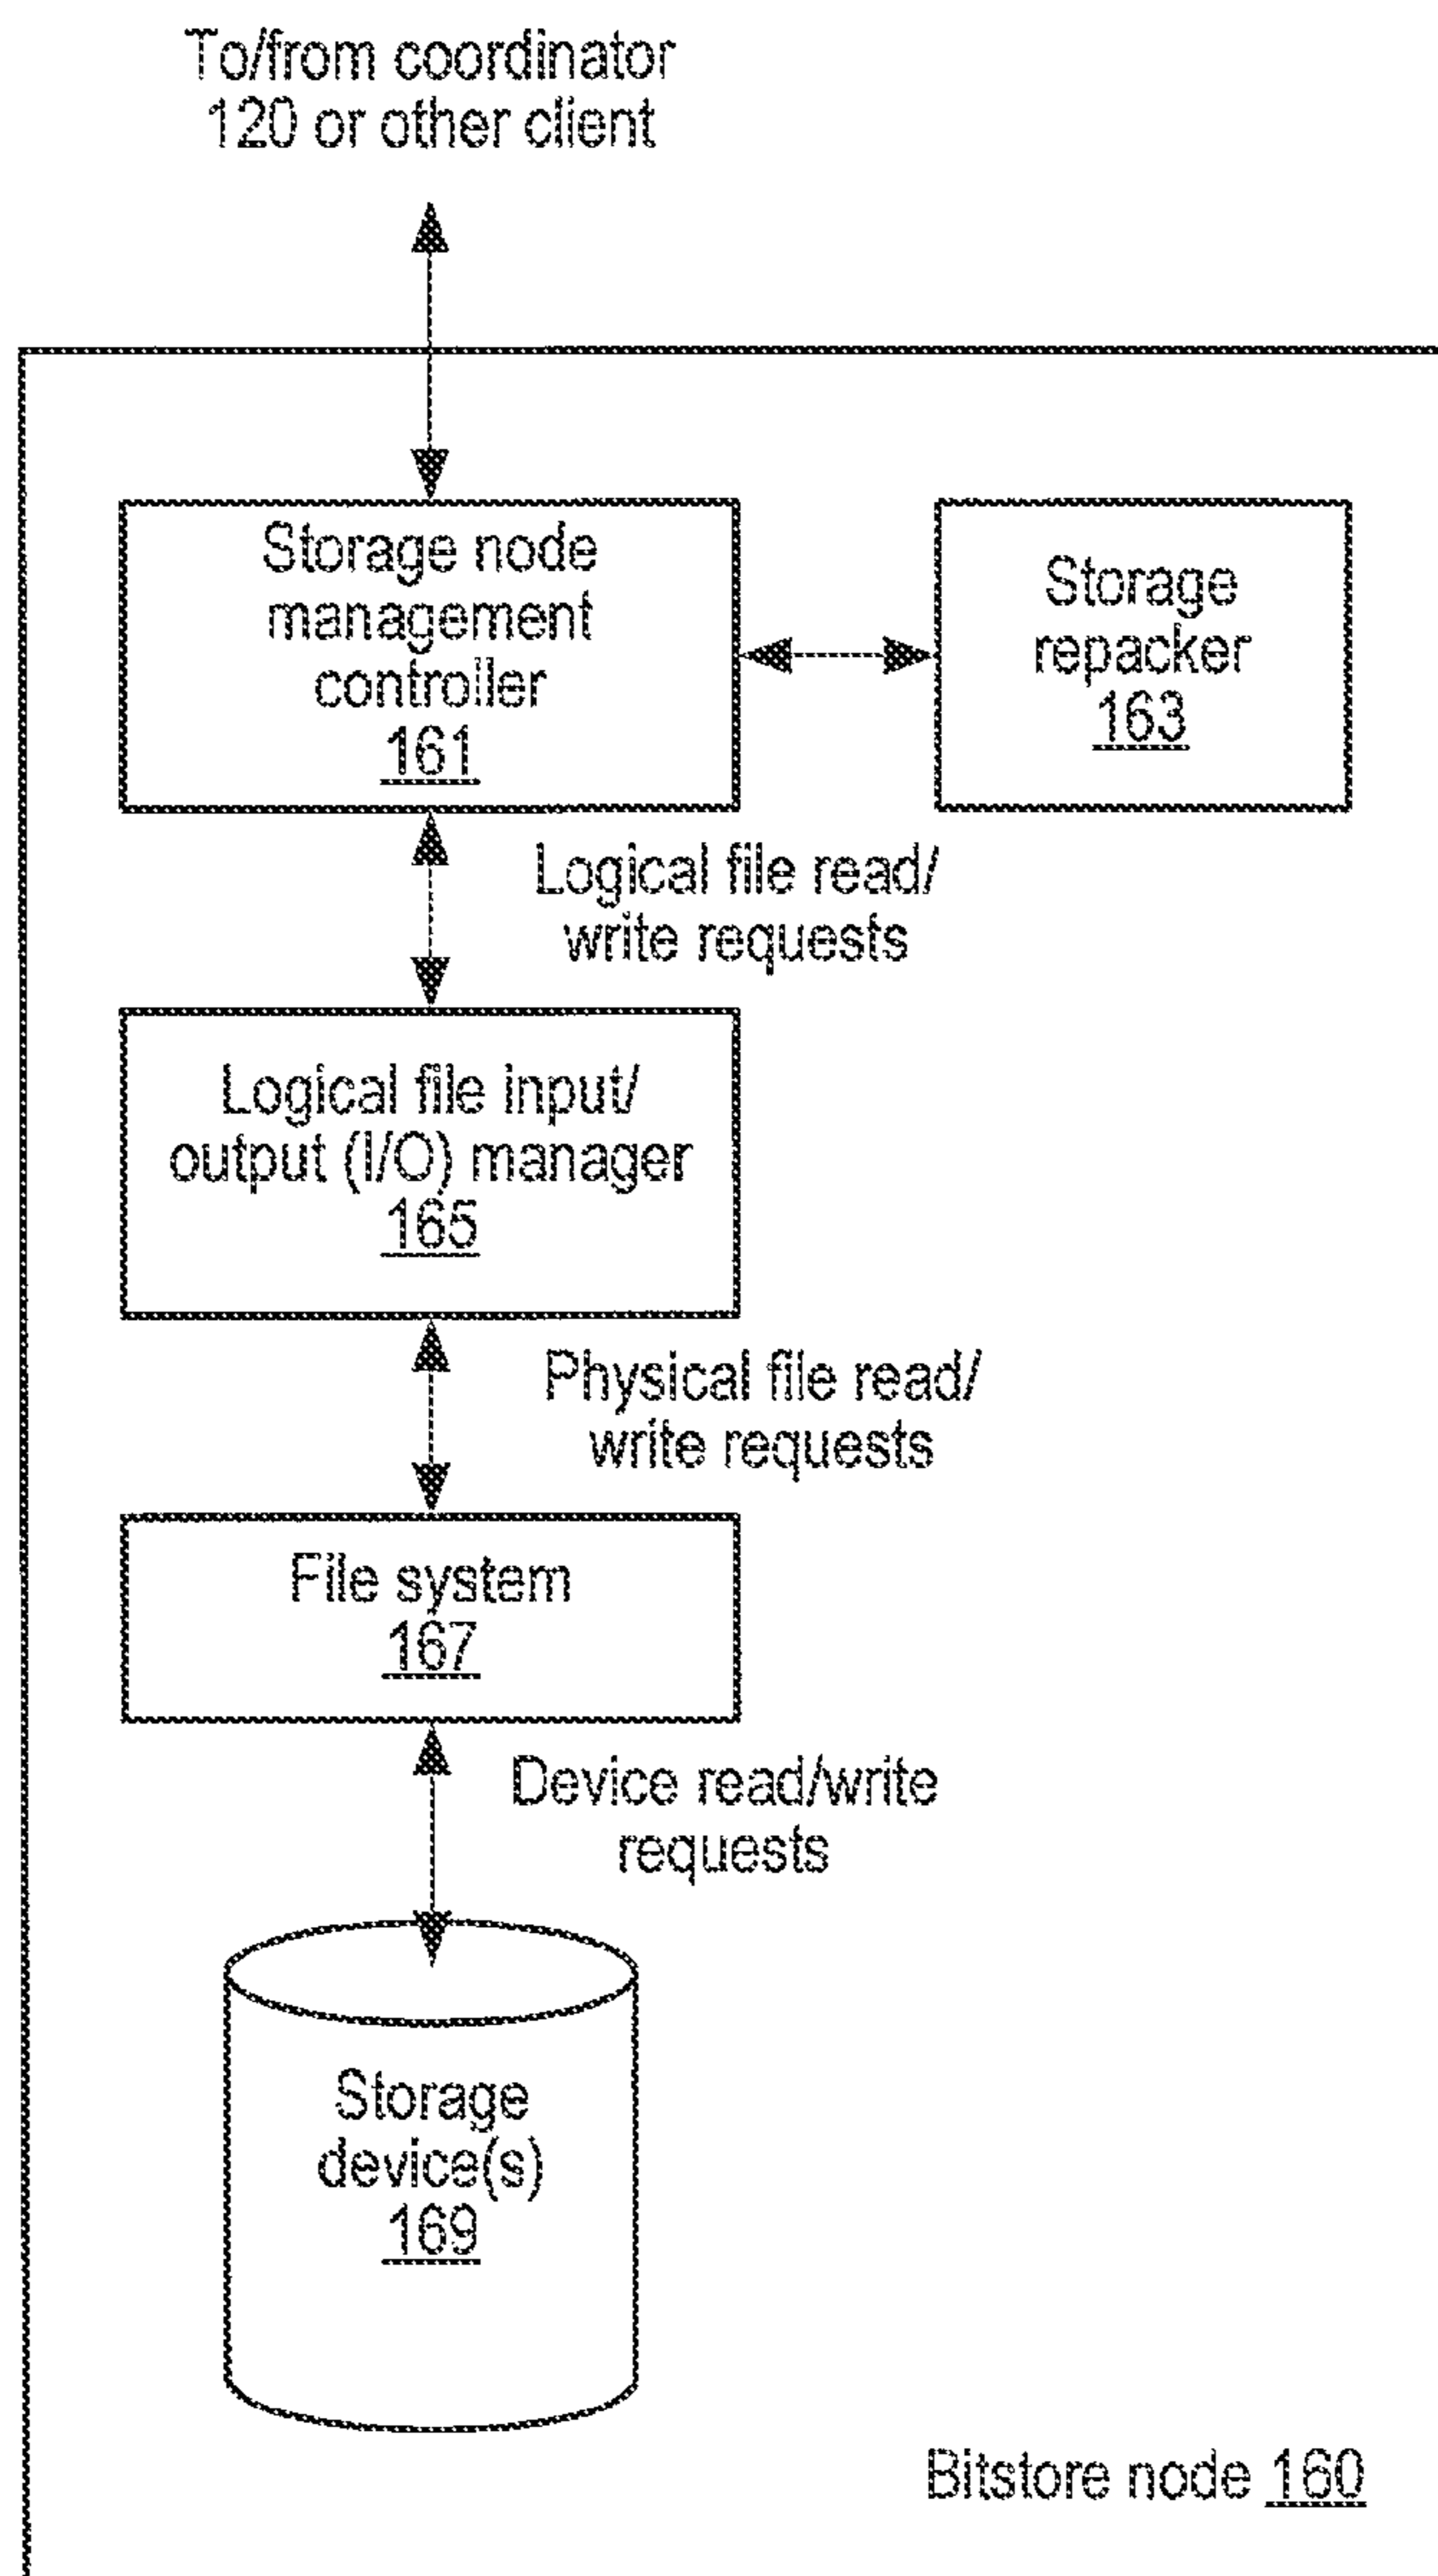 To/from coordinator
120 or other client
Storage node
management
controller
161
Storage
repacker
163
Logical file read/
write requests
Logical file input/
output (I/O) manager
165
Physical file read/
write requests
File system
167
Device read/write
requests
Storage
device(s)
169
Bitstore node 160